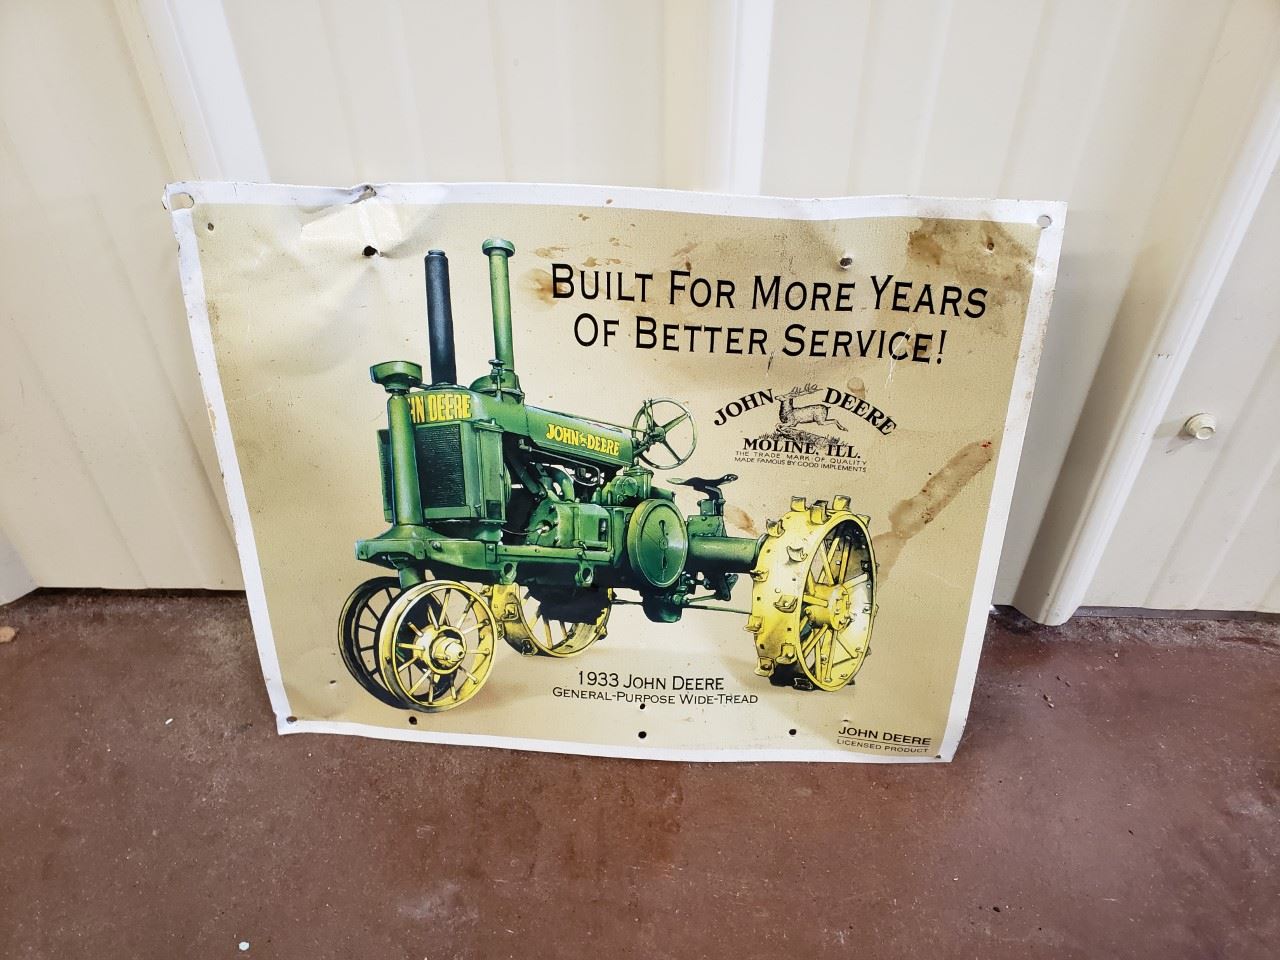 BUILT FOR MORE YEARS
OF BETTER SERVICE!
HN DEERE
JOHN DEERE
JOHN DEERE
MOLINE, ILL.
THE TRADE MARK OF QUALITY
MADE FAMOUS BY GOOD IMPLEMENTS
1933 JOHN DEERE
GENERAL-PURPOSE WIDE-TREAD
JOHN DEERE
LICENSED PRODUCT